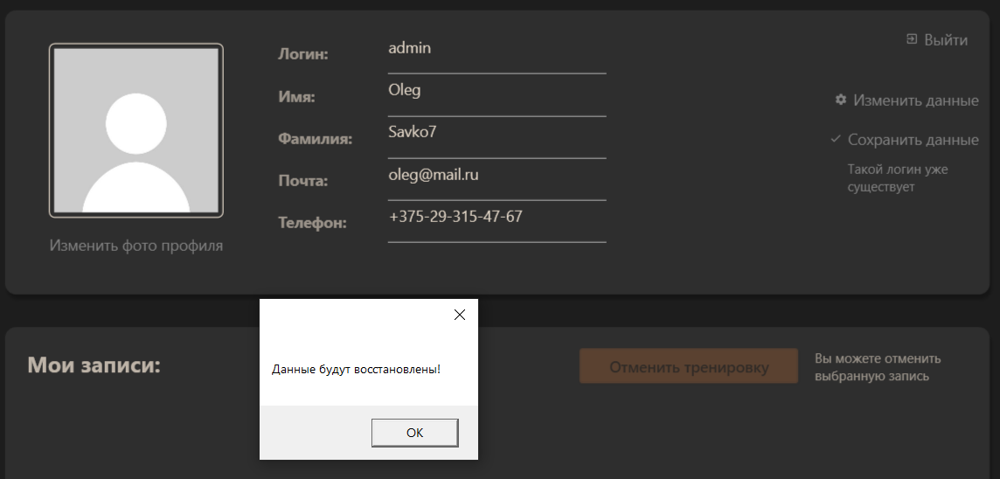 Логин:
admin
Имя:
Oleg
Фамилия:
Savko7
Почта:
oleg@mail.ru
Телефон:
+375-29-315-47-67
Изменить фото профиля
Выйти
Изменить данные
Сохранить данные
Такой логин уже
существует
Данные будут восстановлены!
OK
Мои записи:
Отменить тренировку
Вы можете отменить
выбранную запись